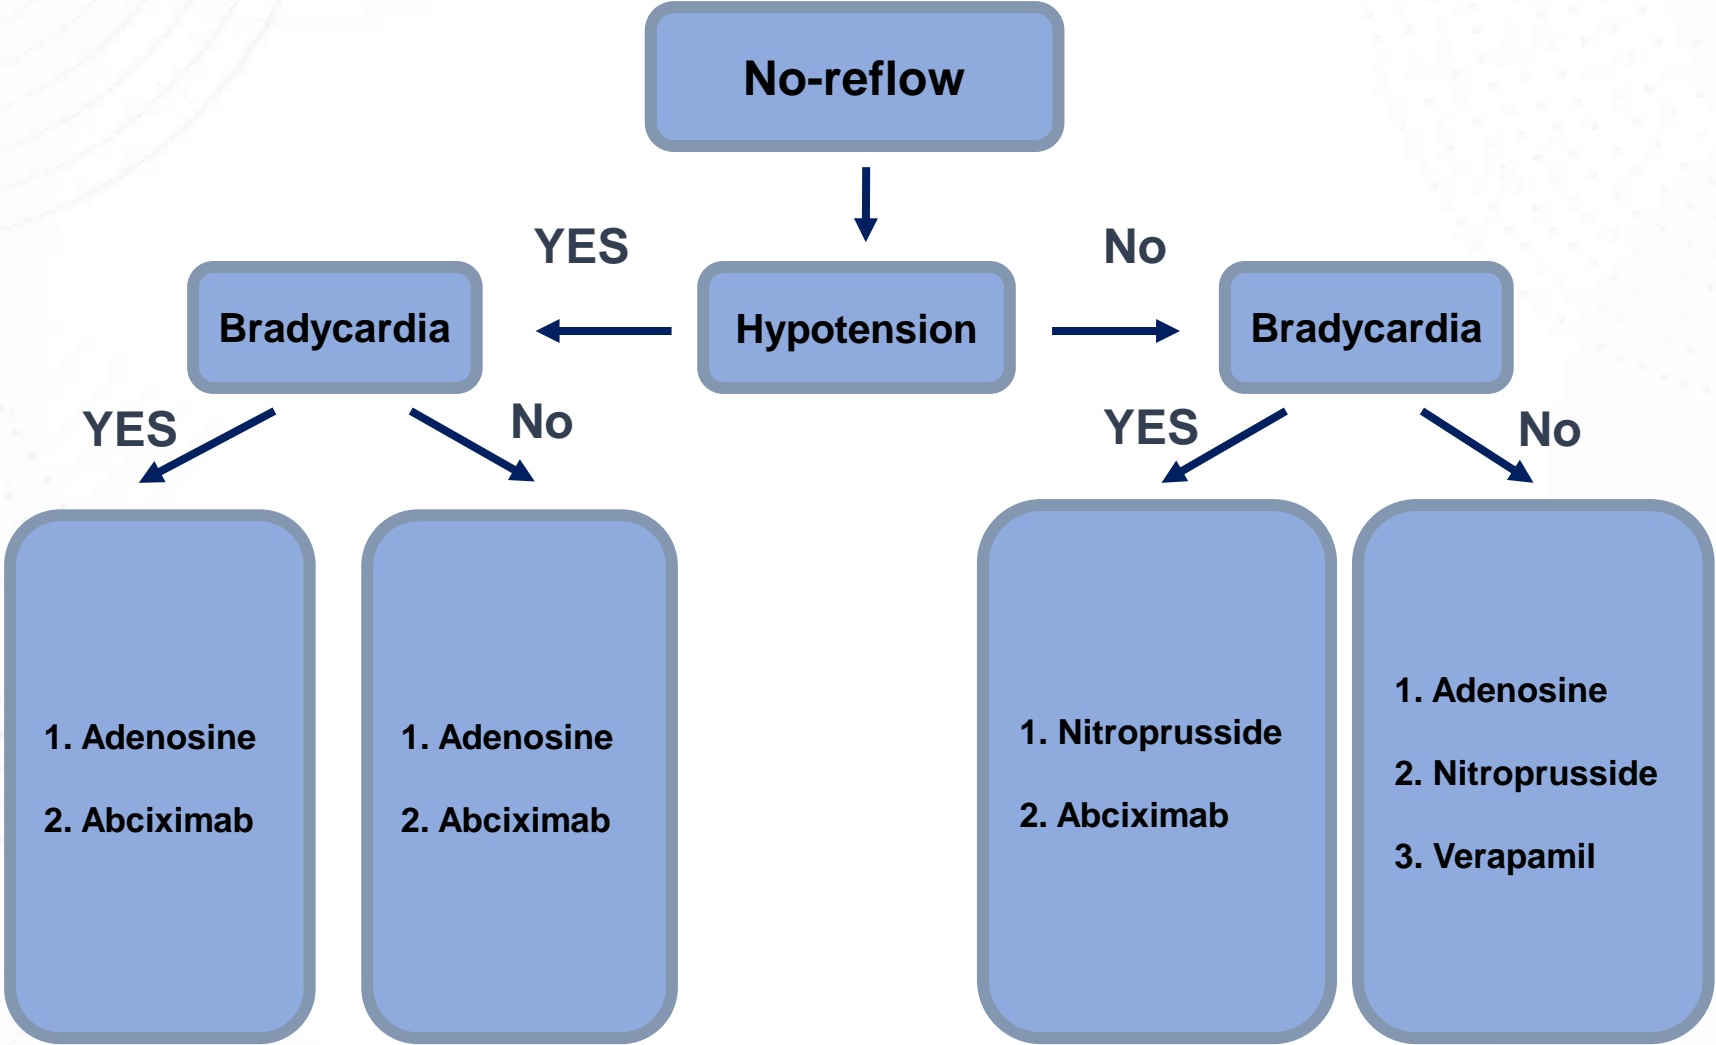 No-reflow
YES
No
Bradycardia
Hypotension
Bradycardia
YES
No
YES
No
1. Adenosine
2. Abciximab
1. Adenosine
2. Abciximab
1. Nitroprusside
2. Abciximab
1. Adenosine
2. Nitroprusside
3. Verapamil